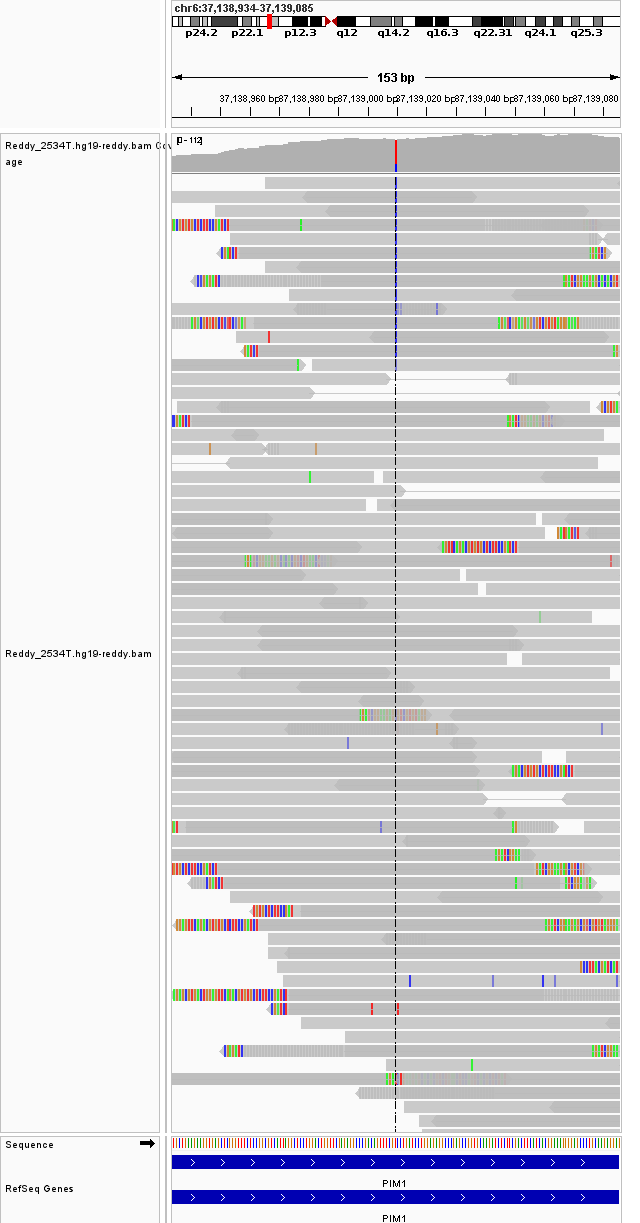 chr6:37,138,934-37,139,085
p24.2 p22.1 p12.3 q12 q14.2 q16.3 q22.31 q24.1 q25.3
153 bp
37,138,960 bp 37,138,980 bp 37,139,000 bp 37,139,020 bp 37,139,040 bp 37,139,060 bp 37,139,080
Reddy_2534T.hg19-reddy.bam Cov
age
[0 - 112]
Reddy_2534T.hg19-reddy.bam
Sequence
PIM1
RefSeq Genes
PIM1